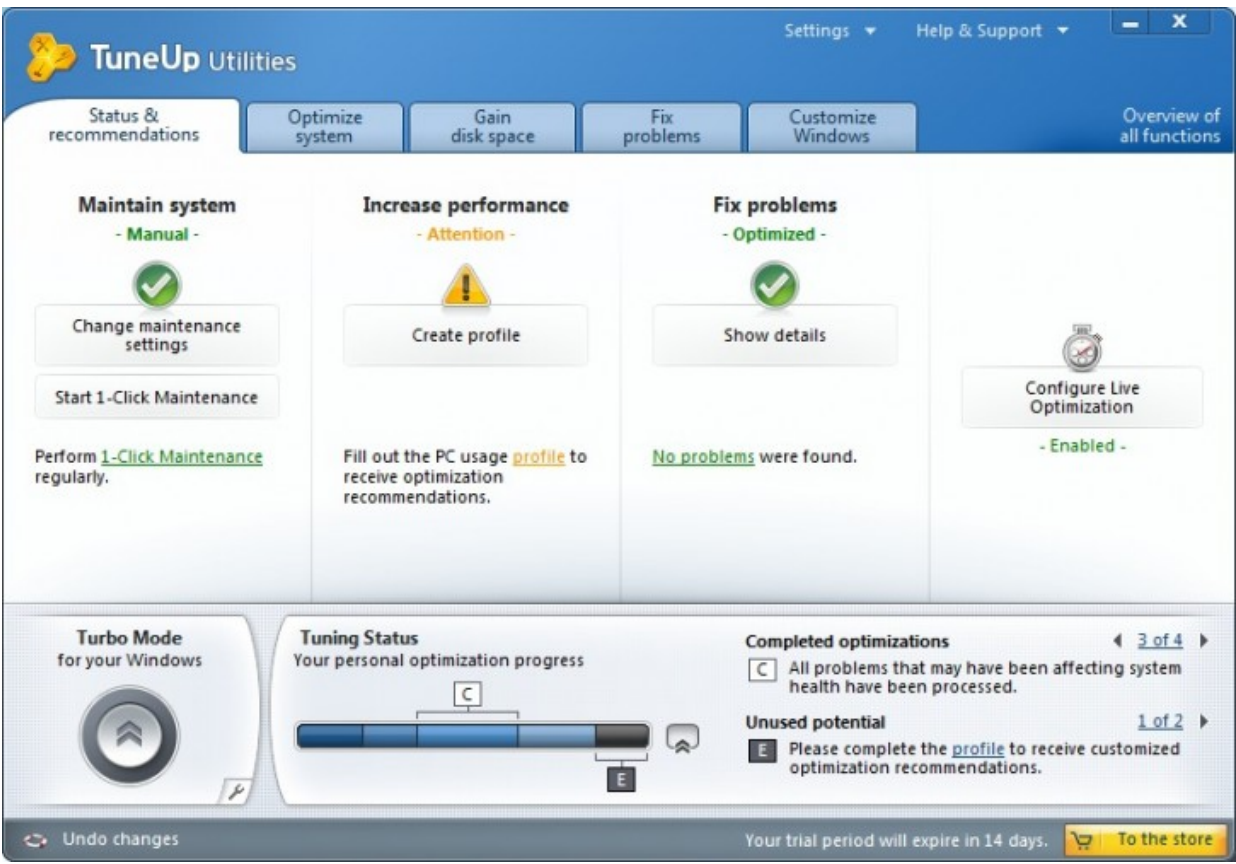 Settings
Help & Support
TuneUp Utilities
Status &
recommendations
Optimize
system
Gain
disk space
Fix
problems
Customize
Windows
Overview of
all functions
Maintain system
- Manual -
Change maintenance
settings
Start 1-Click Maintenance
Perform 1-Click Maintenance
regularly.
Increase performance
- Attention -
Create profile
Fill out the PC usage profile to
receive optimization
recommendations.
Fix problems
- Optimized -
Show details
No problems were found.
Configure Live
Optimization
- Enabled -
Turbo Mode
for your Windows
Tuning Status
Your personal optimization progress
C
E
Completed optimizations
3 of 4
C All problems that may have been affecting system
health have been processed.
Unused potential
1 of 2
E Please complete the profile to receive customized
optimization recommendations.
Undo changes
Your trial period will expire in 14 days.
To the store